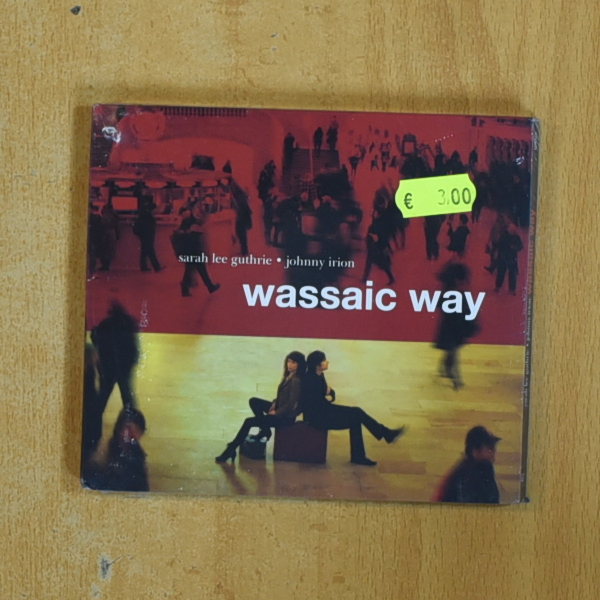 € 3.00
sarah lee guthrie • johnny irion
wassaic way